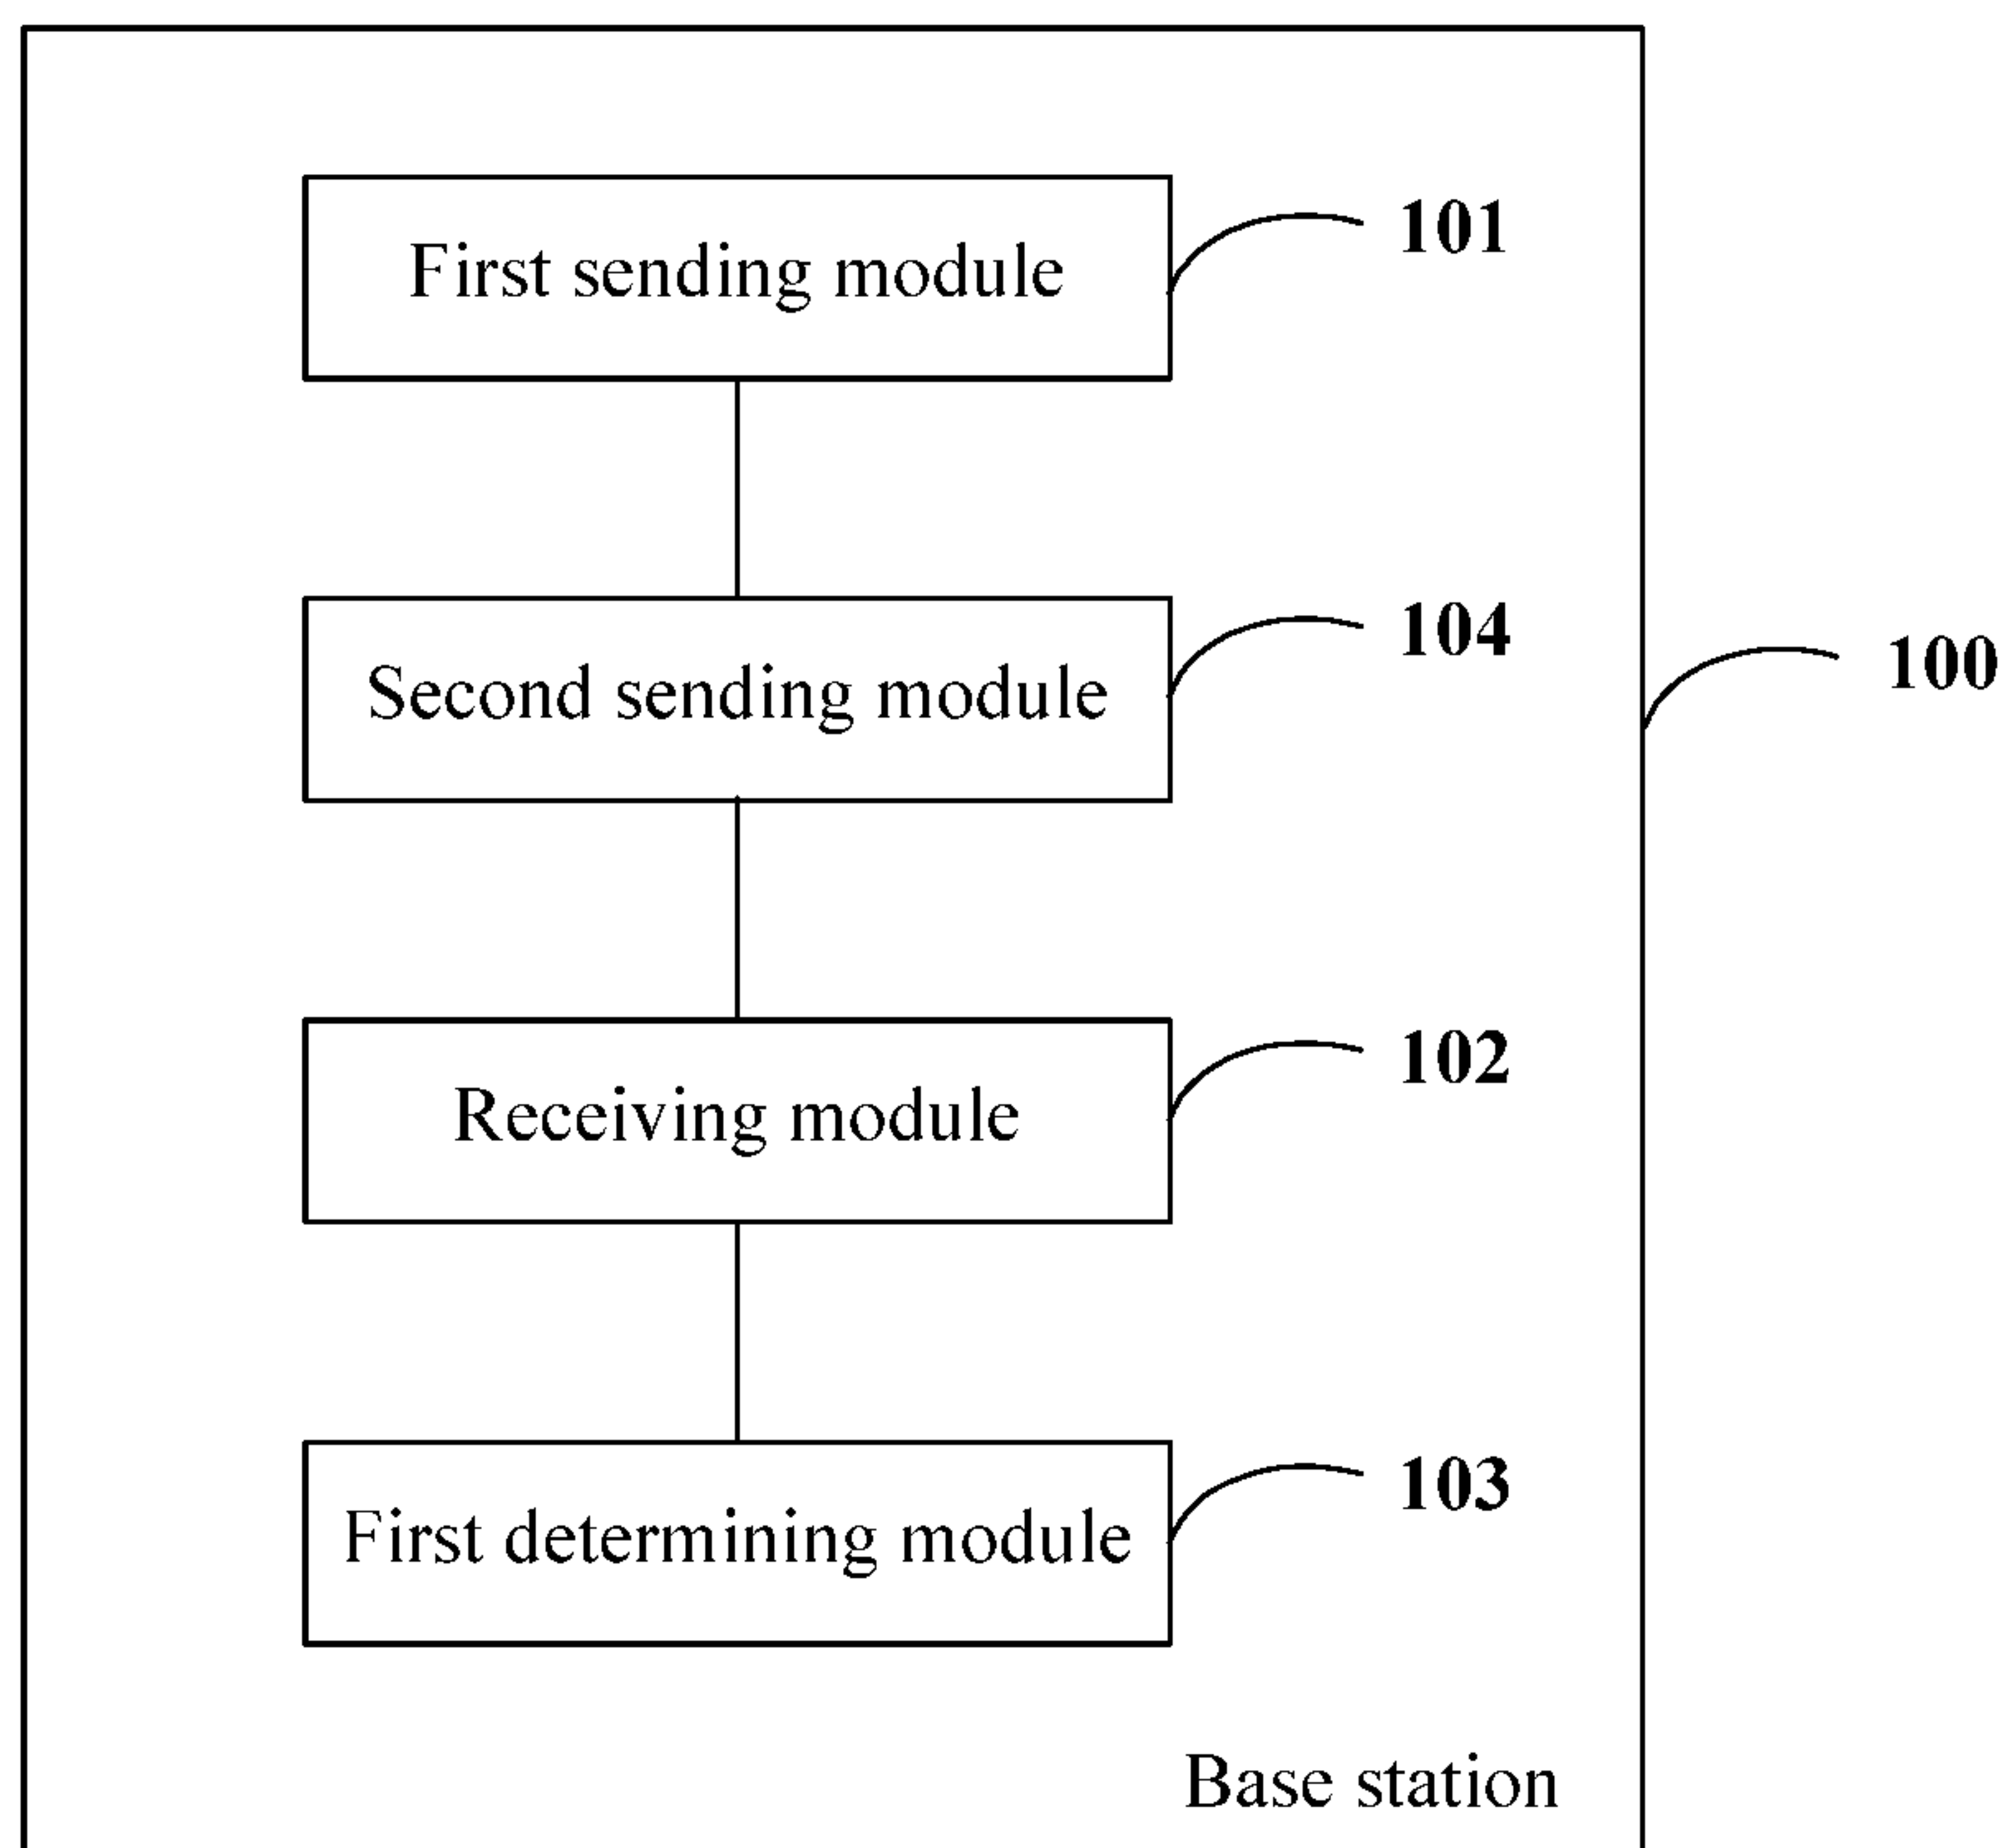 First sending module
101
Second sending module
104
100
Receiving module
102
First determining module
103
Base station